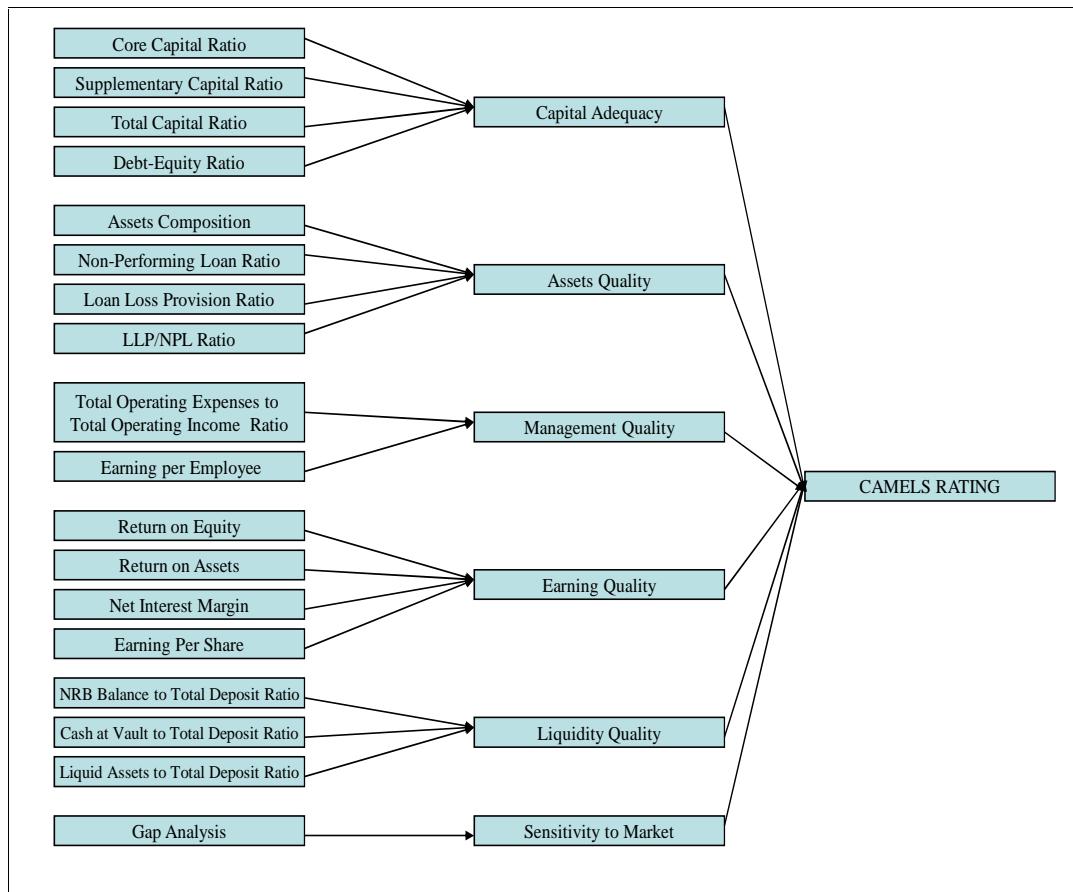 Core Capital Ratio
Supplementary Capital Ratio
Total Capital Ratio
Debt-Equity Ratio
Capital Adequacy
Assets Composition
Non-Performing Loan Ratio
Loan Loss Provision Ratio
LLP/NPL Ratio
Assets Quality
Total Operating Expenses to
Total Operating Income Ratio
Earning per Employee
Management Quality
CAMELS RATING
Return on Equity
Return on Assets
Net Interest Margin
Earning Per Share
Earning Quality
NRB Balance to Total Deposit Ratio
Cash at Vault to Total Deposit Ratio
Liquid Assets to Total Deposit Ratio
Liquidity Quality
Gap Analysis
Sensitivity to Market